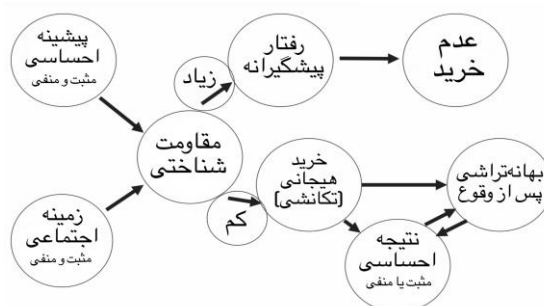 پیشینه
احساسی
مثبت و منفی
زیاد
رفتار
پیشگیرانه
عدم
خرید
مقاومت
شناختی
زمینه
اجتماعی
مثبت و منفی
کم
خرید
هیجانی
(تکانشی)
بهانه‌تراشی
پس از وقوع
نتیجه
احساسی
مثبت یا منفی